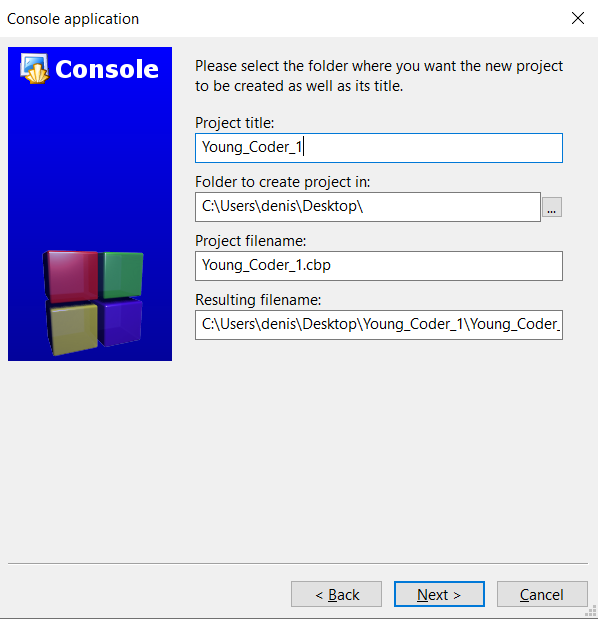 Console application
Console
Please select the folder where you want the new project
to be created as well as its title.
Project title:
Young_Coder_1
Folder to create project in:
C:\Users\denis\Desktop\
...
Project filename:
Young_Coder_1.cbp
Resulting filename:
C:\Users\denis\Desktop\Young_Coder_1\Young_Coder_
< Back
Next >
Cancel